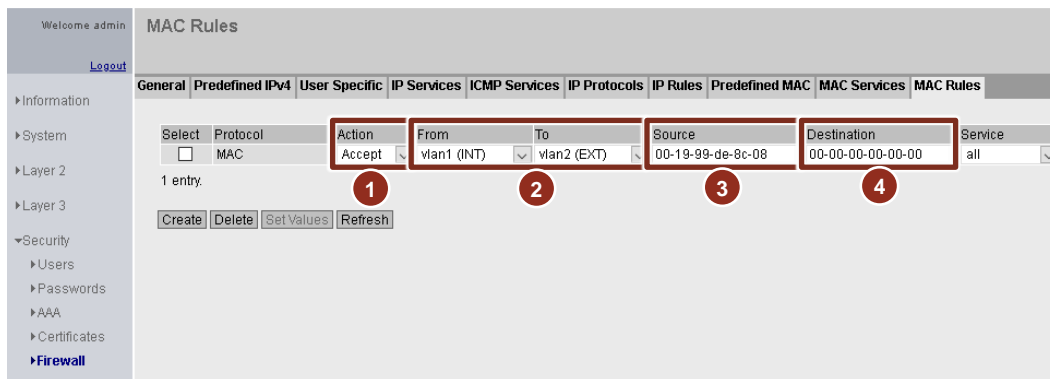 Welcome admin
MAC Rules
Logout
General Predefined IPv4 User Specific IP Services ICMP Services IP Protocols IP Rules Predefined MAC MAC Services MAC Rules
▶Information
▶System
▶Layer 2
▶Layer 3
▼Security
▶Users
▶Passwords
▶AAA
▶Certificates
▶Firewall
Select Protocol Action From To Source Destination Service
MAC Accept vlan1 (INT) vlan2 (EXT) 00-19-99-de-8c-08 00-00-00-00-00-00 all
1 entry.
1 2 3 4
Create Delete Set Values Refresh